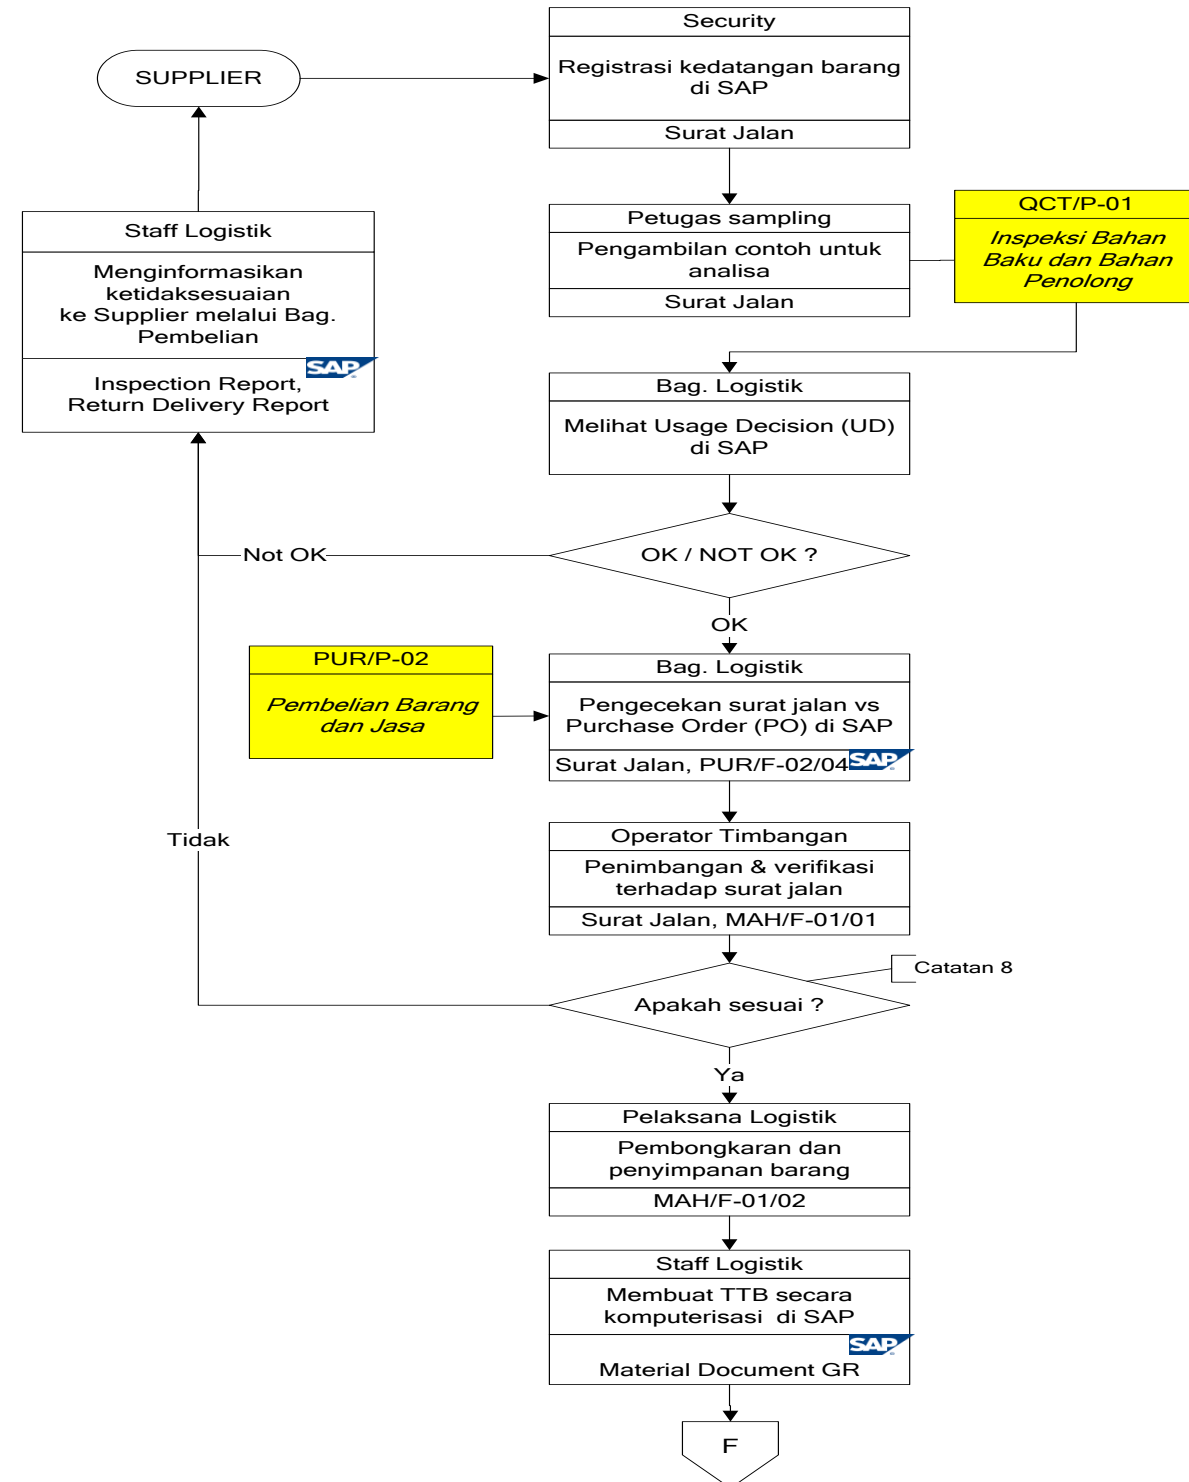 Security
SUPPLIER
Registrasi kedatangan barang
di SAP
Surat Jalan
QCT/P-01
Inspeksi Bahan
Baku dan Bahan
Penolong
Petugas sampling
Pengambilan contoh untuk
analisa
Surat Jalan
Staff Logistik
Menginformasikan
ketidaksesuaian
ke Supplier melalui Bag.
Pembelian
SAP
Inspection Report,
Return Delivery Report
Bag. Logistik
Melihat Usage Decision (UD)
di SAP
Not OK
OK / NOT OK ?
OK
PUR/P-02
Pembelian Barang
dan Jasa
Bag. Logistik
Pengecekan surat jalan vs
Purchase Order (PO) di SAP
Surat Jalan, PUR/F-02/04
SAP
Tidak
Operator Timbangan
Penimbangan & verifikasi
terhadap surat jalan
Surat Jalan, MAH/F-01/01
Catatan 8
Apakah sesuai ?
Ya
Pelaksana Logistik
Pembongkaran dan
penyimpanan barang
MAH/F-01/02
Staff Logistik
Membuat TTB secara
komputerisasi  di SAP
SAP
Material Document GR
F